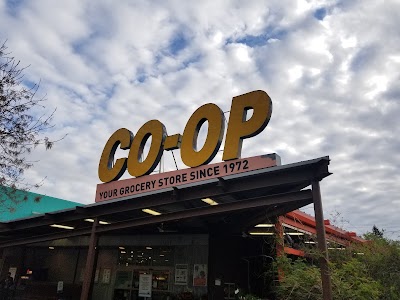 CO-OP
YOUR GROCERY STORE SINCE 1972